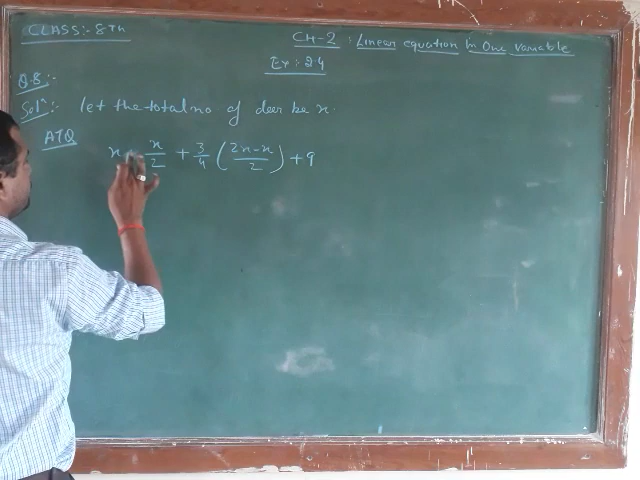 CLASS:- 8TH
CH-2 : Linear equation In One variable
Ex:- 2.4
Q.8:-
Solⁿ:- let the total no of deer be x.
ATQ
x = x/2 + 3/4 ( (2x-x)/2 ) + 9